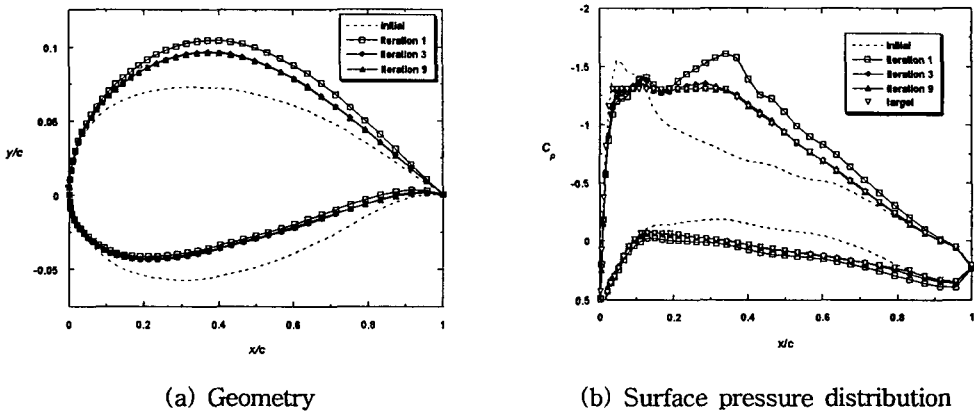 0.1
0.05
y/c
0
-0.05
0 0.2 0.4 0.6 0.8 1
x/c
initial
iteration 1
iteration 3
iteration 9
(a) Geometry
-2
-1.5
-1
Cp
-0.5
0
0.5
0 0.2 0.4 0.6 0.8 1
x/c
initial
iteration 1
iteration 3
iteration 9
target
(b) Surface pressure distribution